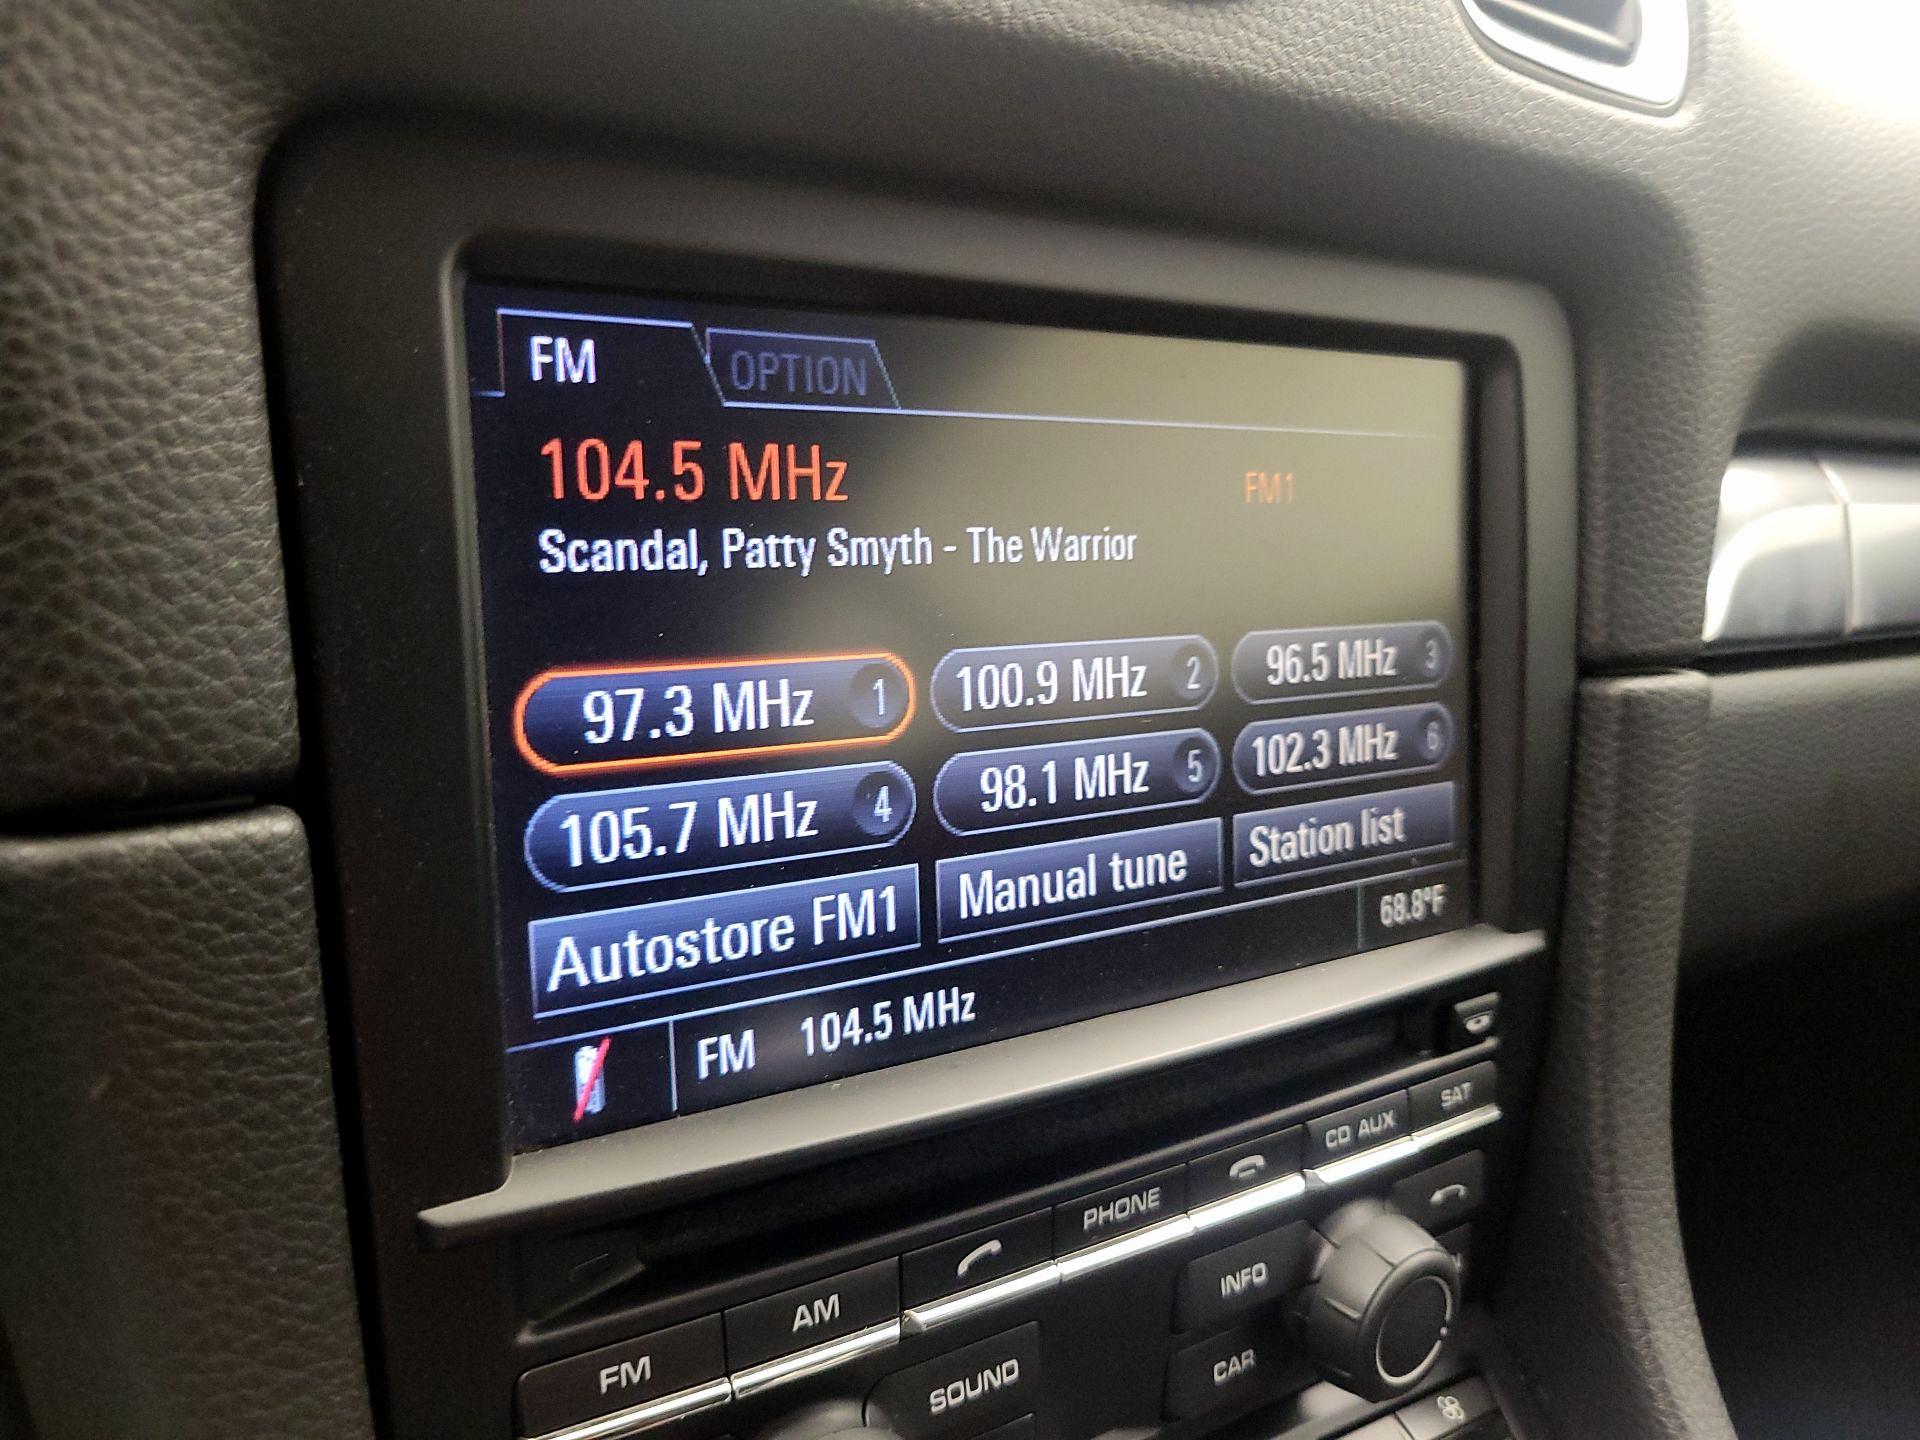 FM OPTION
104.5 MHz FM1
Scandal, Patty Smyth - The Warrior
97.3 MHz 1 100.9 MHz 2 96.5 MHz 3
105.7 MHz 4 98.1 MHz 5 102.3 MHz 6
Autostore FM1 Manual tune Station list
68.8°F
FM 104.5 MHz
FM AM PHONE CD AUX SAT
SOUND INFO
CAR